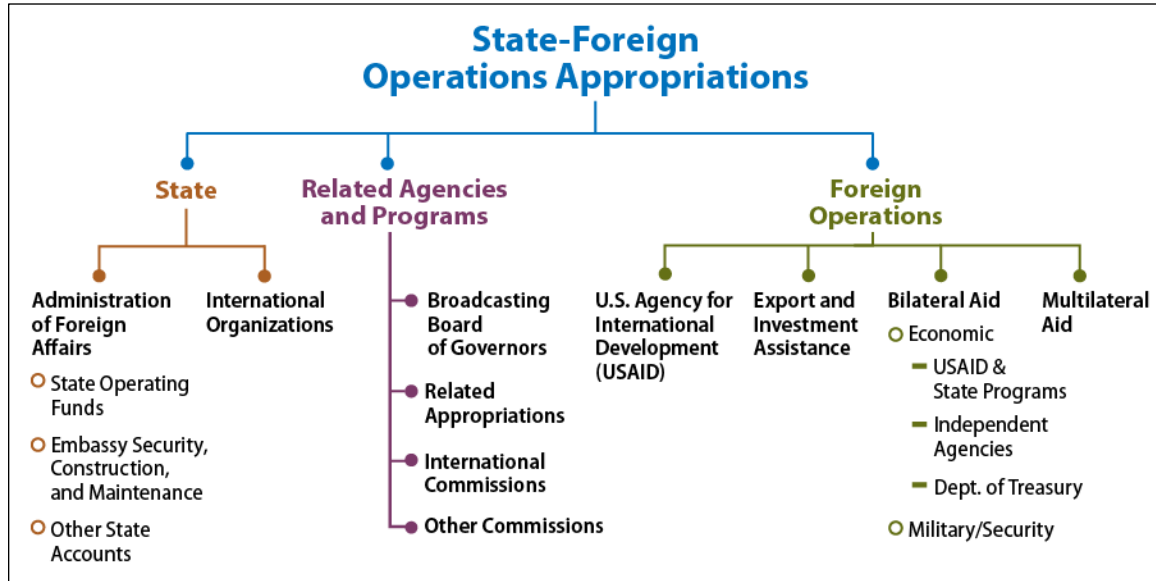 State-Foreign
Operations Appropriations
State
Administration
of Foreign
Affairs
State Operating
Funds
Embassy Security,
Construction,
and Maintenance
Other State
Accounts
International
Organizations
Related Agencies
and Programs
Broadcasting
Board
of Governors
Related
Appropriations
International
Commissions
Other Commissions
Foreign
Operations
U.S. Agency for
International
Development
(USAID)
Export and
Investment
Assistance
Bilateral Aid
Economic
USAID &
State Programs
Independent
Agencies
Dept. of Treasury
Military/Security
Multilateral
Aid